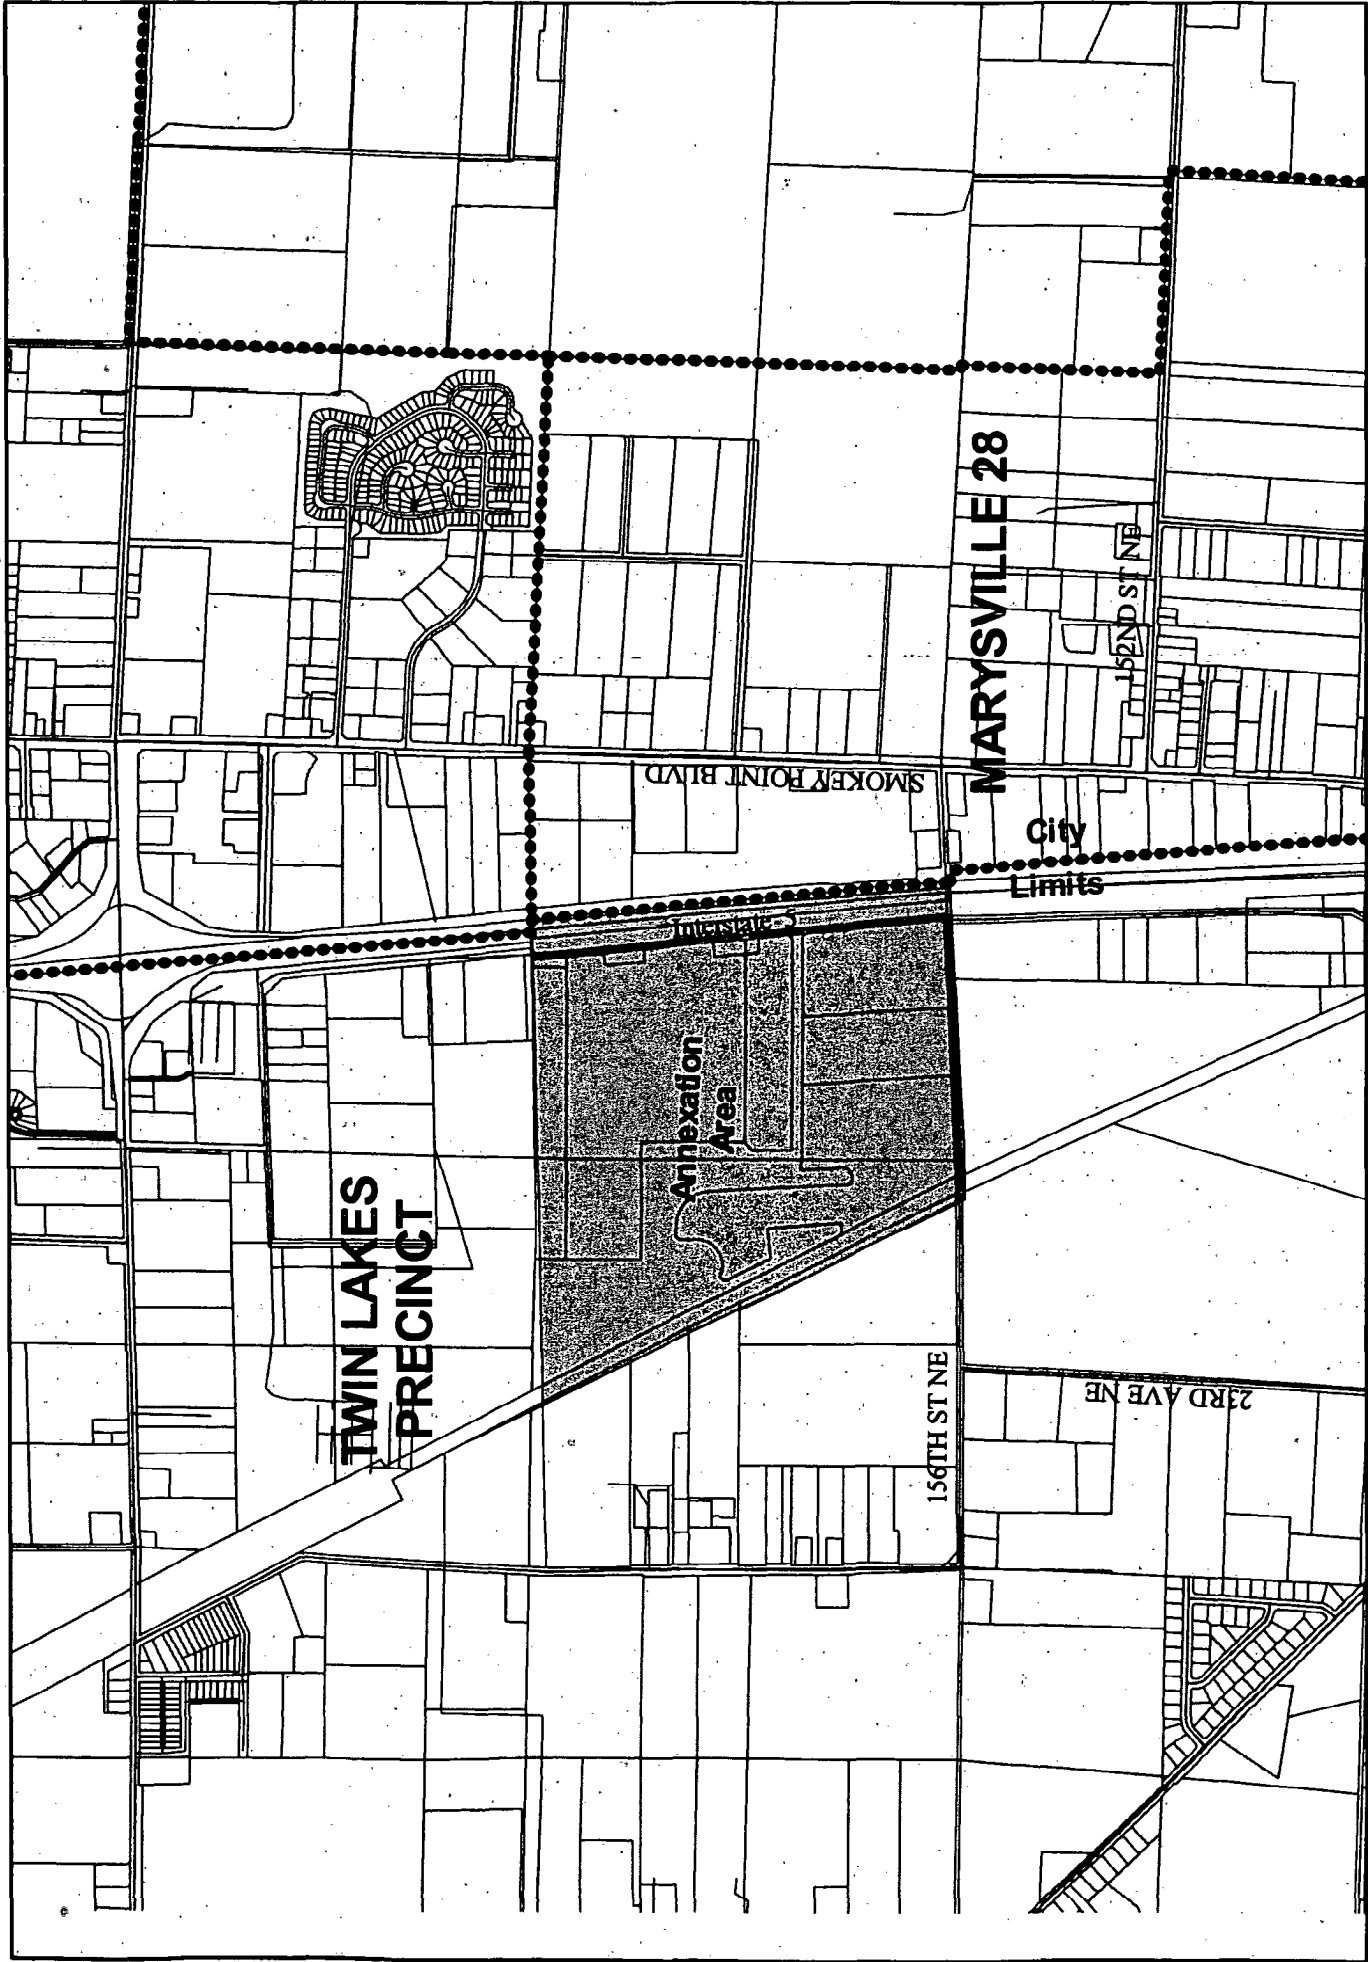 MARYSVILLE 28
152ND ST NE
SMOKEY POINT BLVD
City
Limits
Interstate 5
Annexation
Area
TWIN LAKES
PRECINCT
156TH ST NE
23RD AVE NE